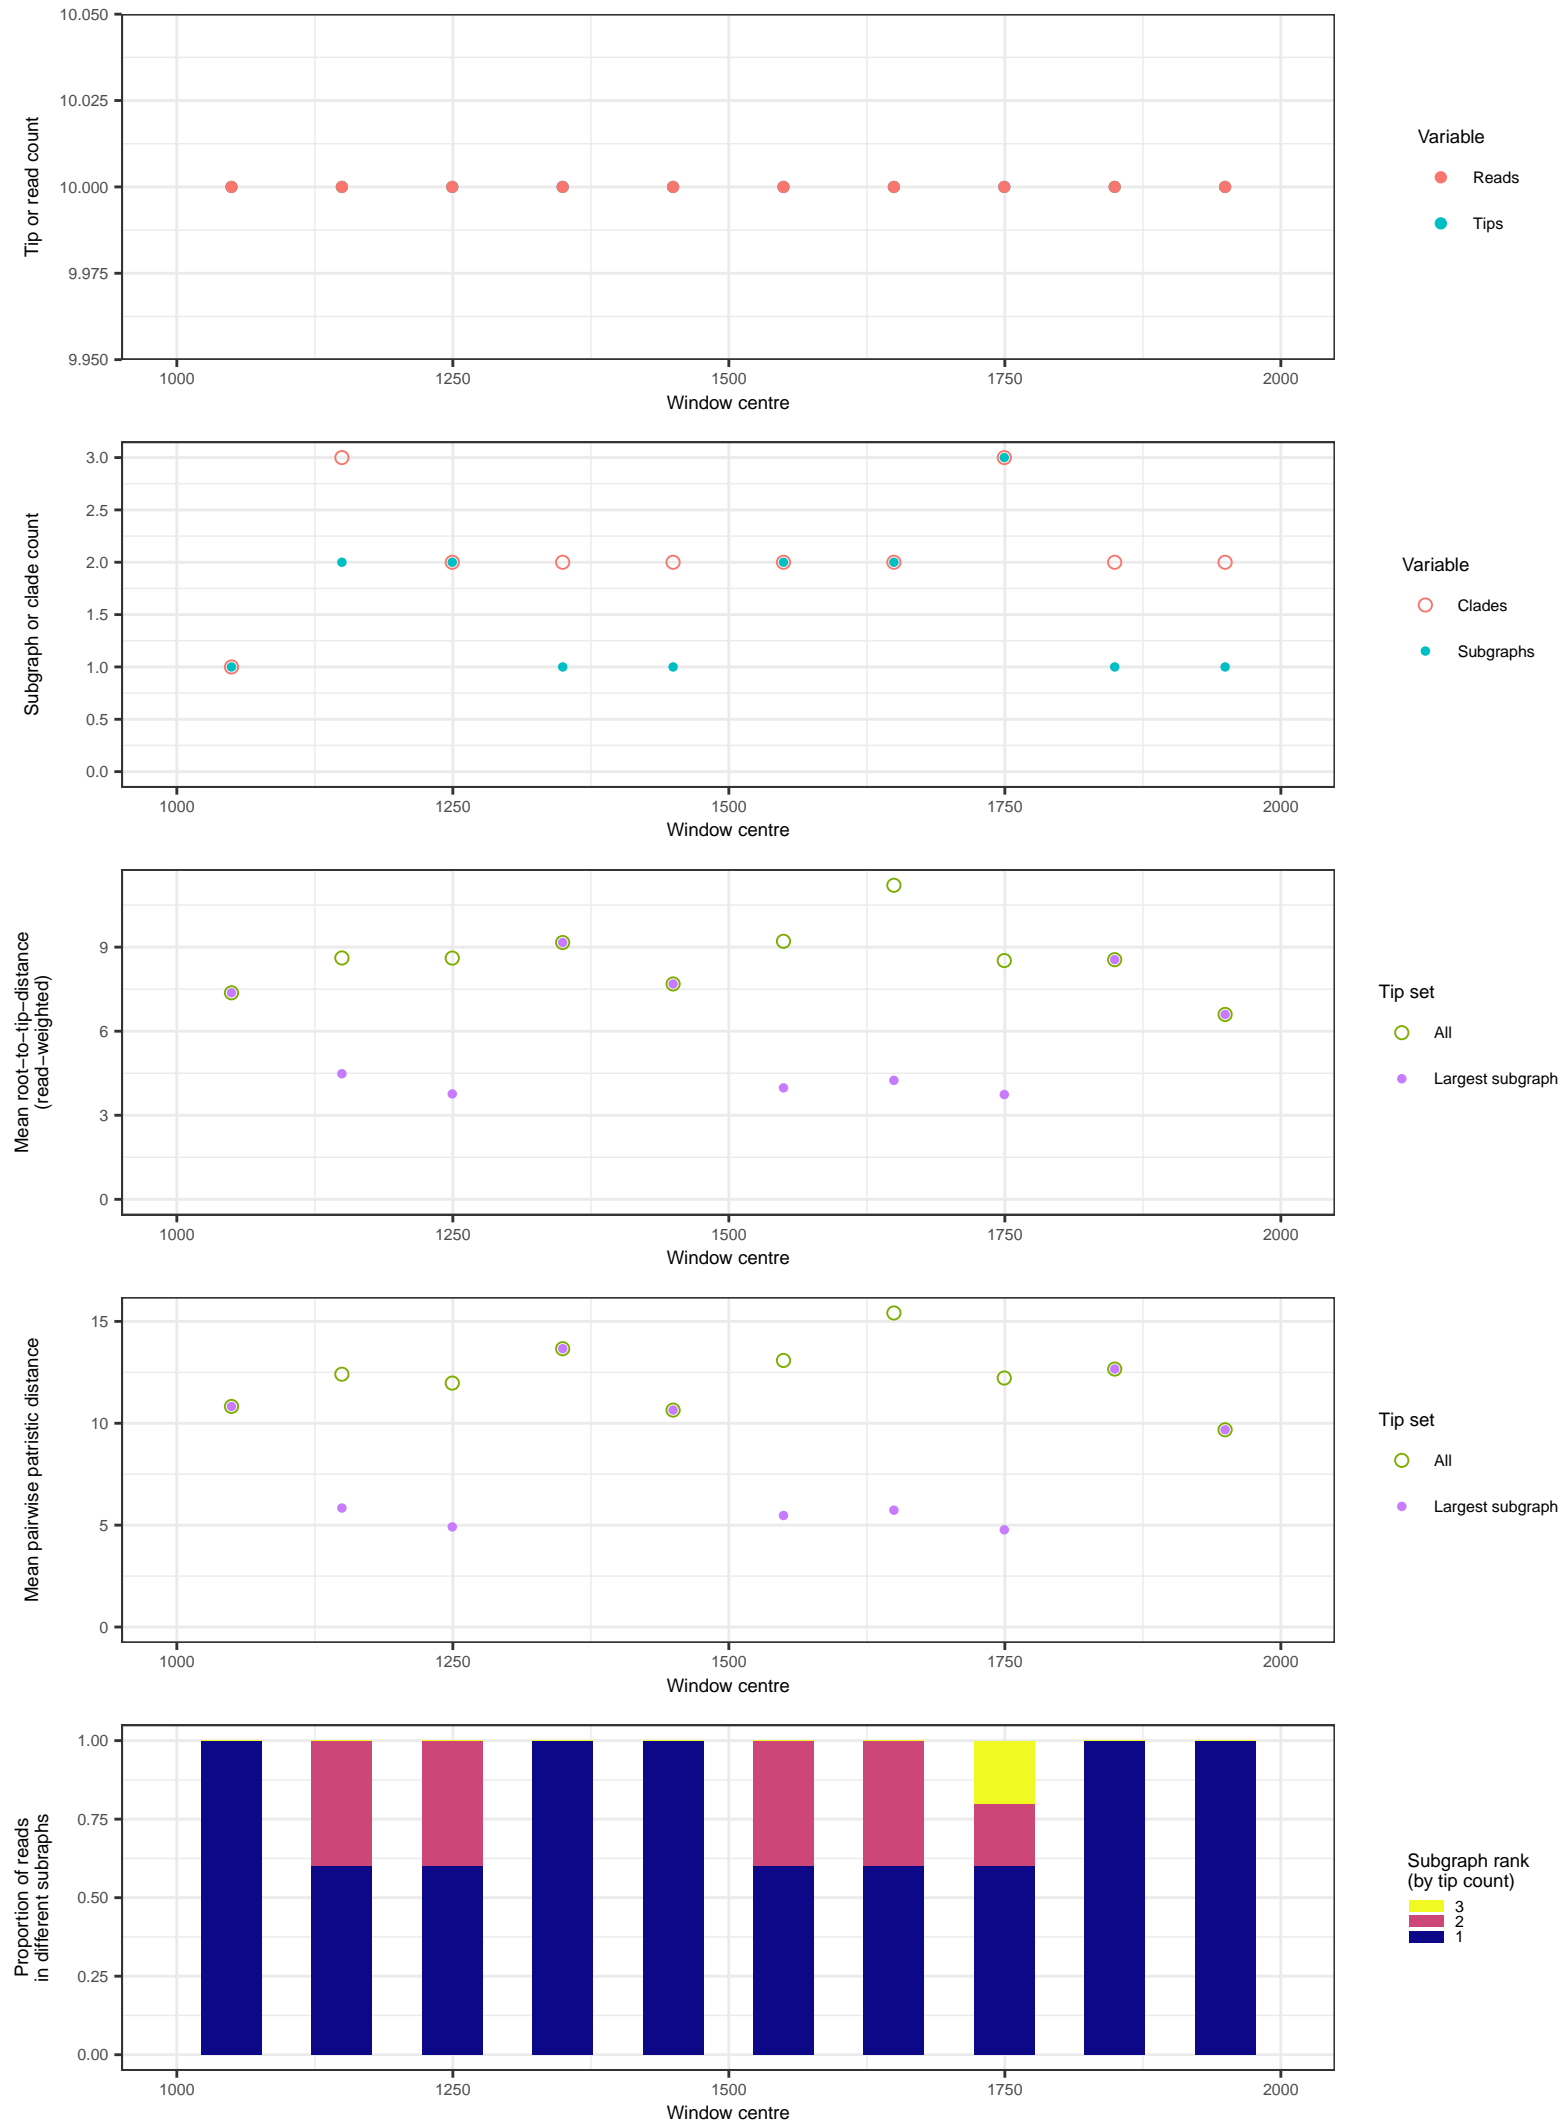 10.050
10.025
10.000
9.975
9.950
Tip or read count
1000 1250 1500 1750 2000
Window centre
Variable
Reads
Tips
3.0
2.5
2.0
1.5
1.0
0.5
0.0
Subgraph or clade count
1000 1250 1500 1750 2000
Window centre
Variable
Clades
Subgraphs
9
6
3
0
Mean root−to−tip−distance
(read−weighted)
1000 1250 1500 1750 2000
Window centre
Tip set
All
Largest subgraph
15
10
5
0
Mean pairwise patristic distance
1000 1250 1500 1750 2000
Window centre
Tip set
All
Largest subgraph
1.00
0.75
0.50
0.25
0.00
Proportion of reads
in different subraphs
1000 1250 1500 1750 2000
Window centre
Subgraph rank
(by tip count)
3
2
1